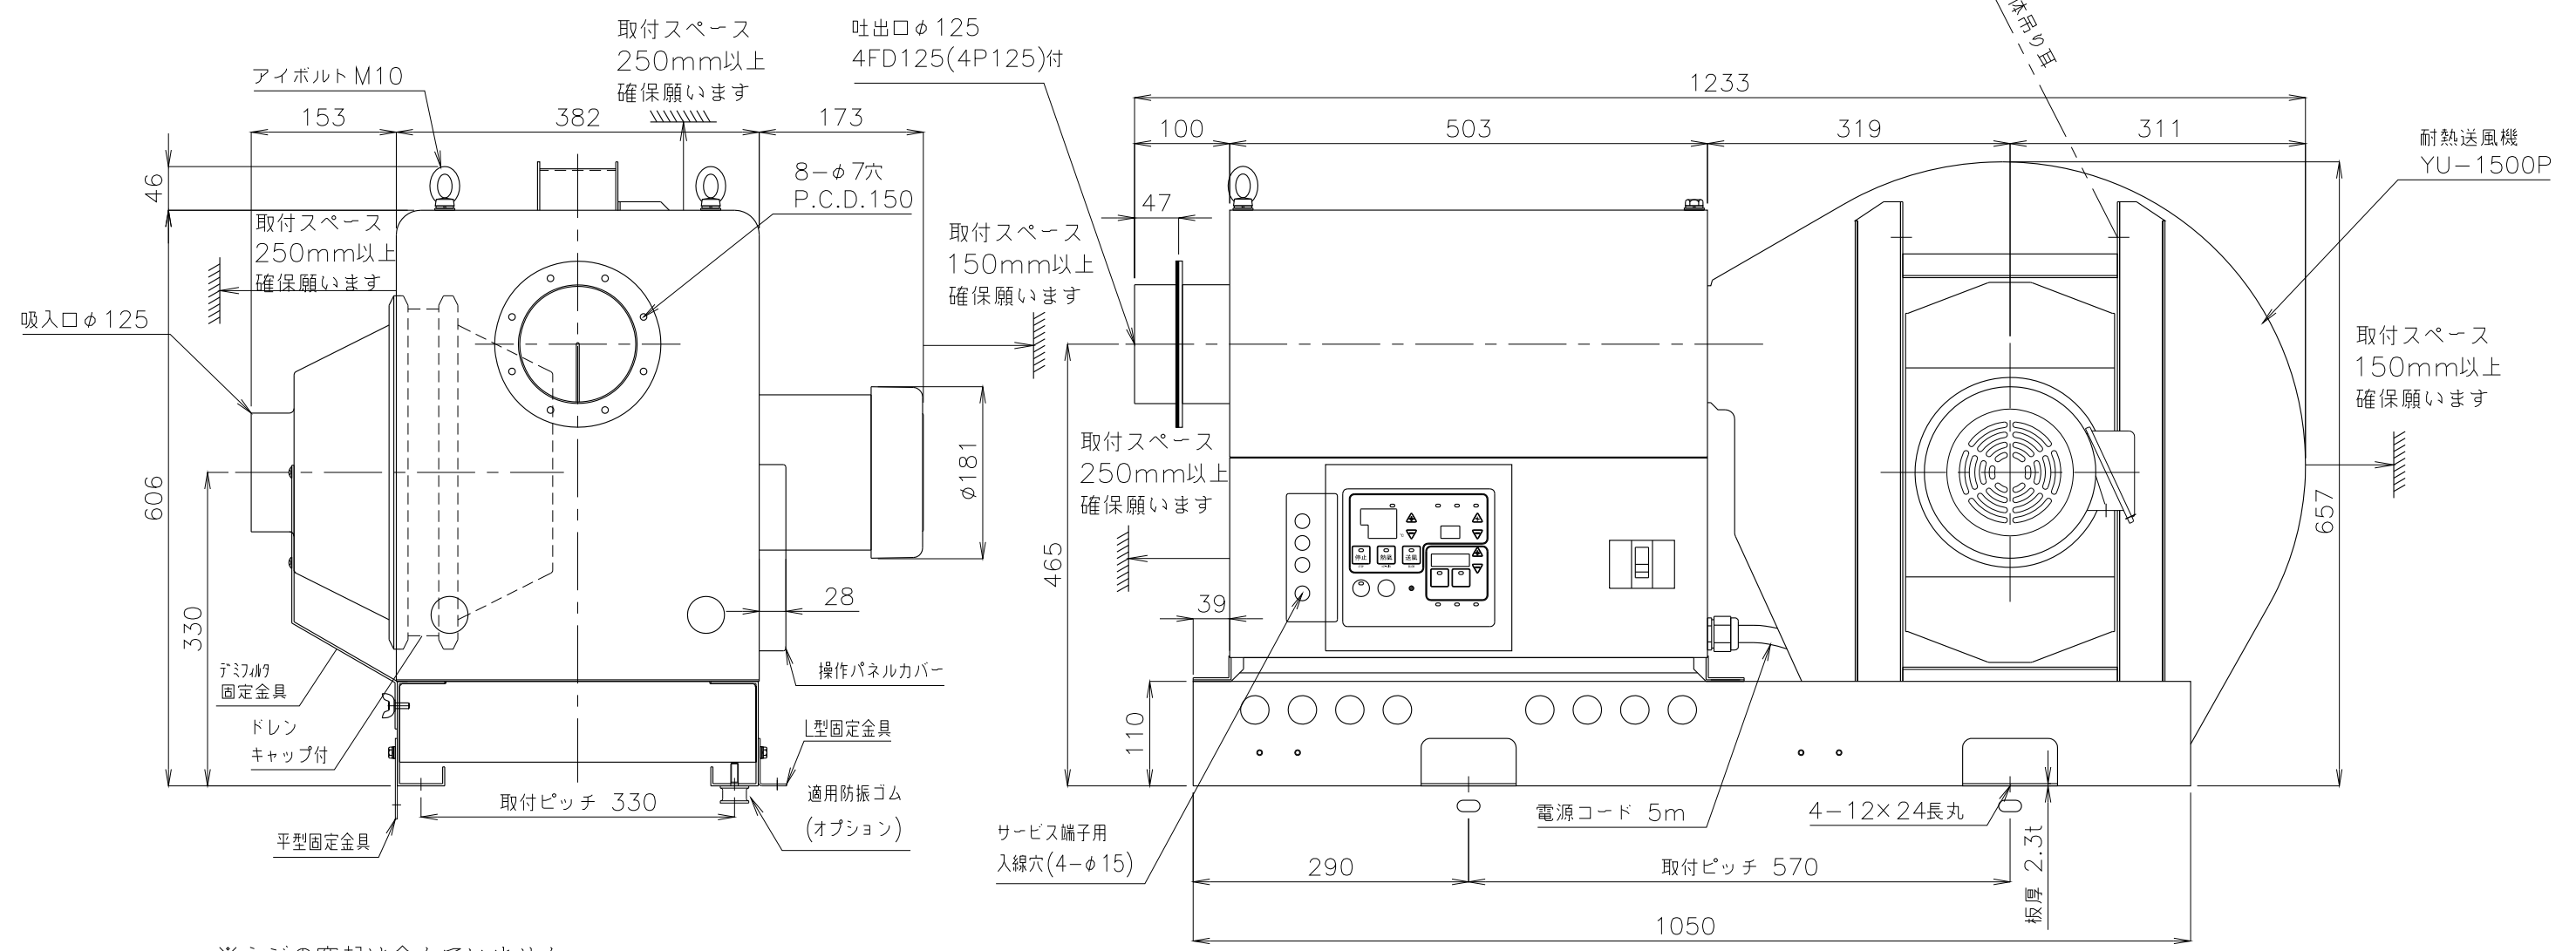 取付スペース
250mm以上
確保願います
アイボルトM10
153
382
173
46
8-φ7穴
P.C.D.150
取付スペース
250mm以上
確保願います
吸入口φ125
取付スペース
150mm以上
確保願います
606
330
φ181
28
デミフィルタ
固定金具
ドレン
キャップ付
操作パネルカバー
L型固定金具
取付ピッチ 330
適用防振ゴム
(オプション)
平型固定金具
吐出口φ125
4FD125(4P125)付
体吊り耳
1233
100
503
319
311
耐熱送風機
YU-1500P
47
取付スペース
150mm以上
確保願います
取付スペース
250mm以上
確保願います
465
657
停止
熱風
送風
℃
39
110
サービス端子用
入線穴(4-φ15)
電源コード 5m
4-12×24長丸
板厚 2.3t
290
取付ピッチ 570
1050